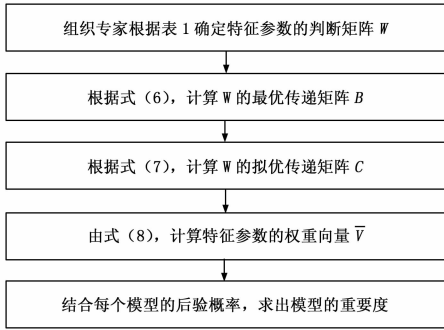 组织专家根据表 1 确定特征参数的判断矩阵 W
根据式（6），计算 W 的最优传递矩阵 B
根据式（7），计算 W 的拟优传递矩阵 C
由式（8），计算特征参数的权重向量 V̅
结合每个模型的后验概率，求出模型的重要度